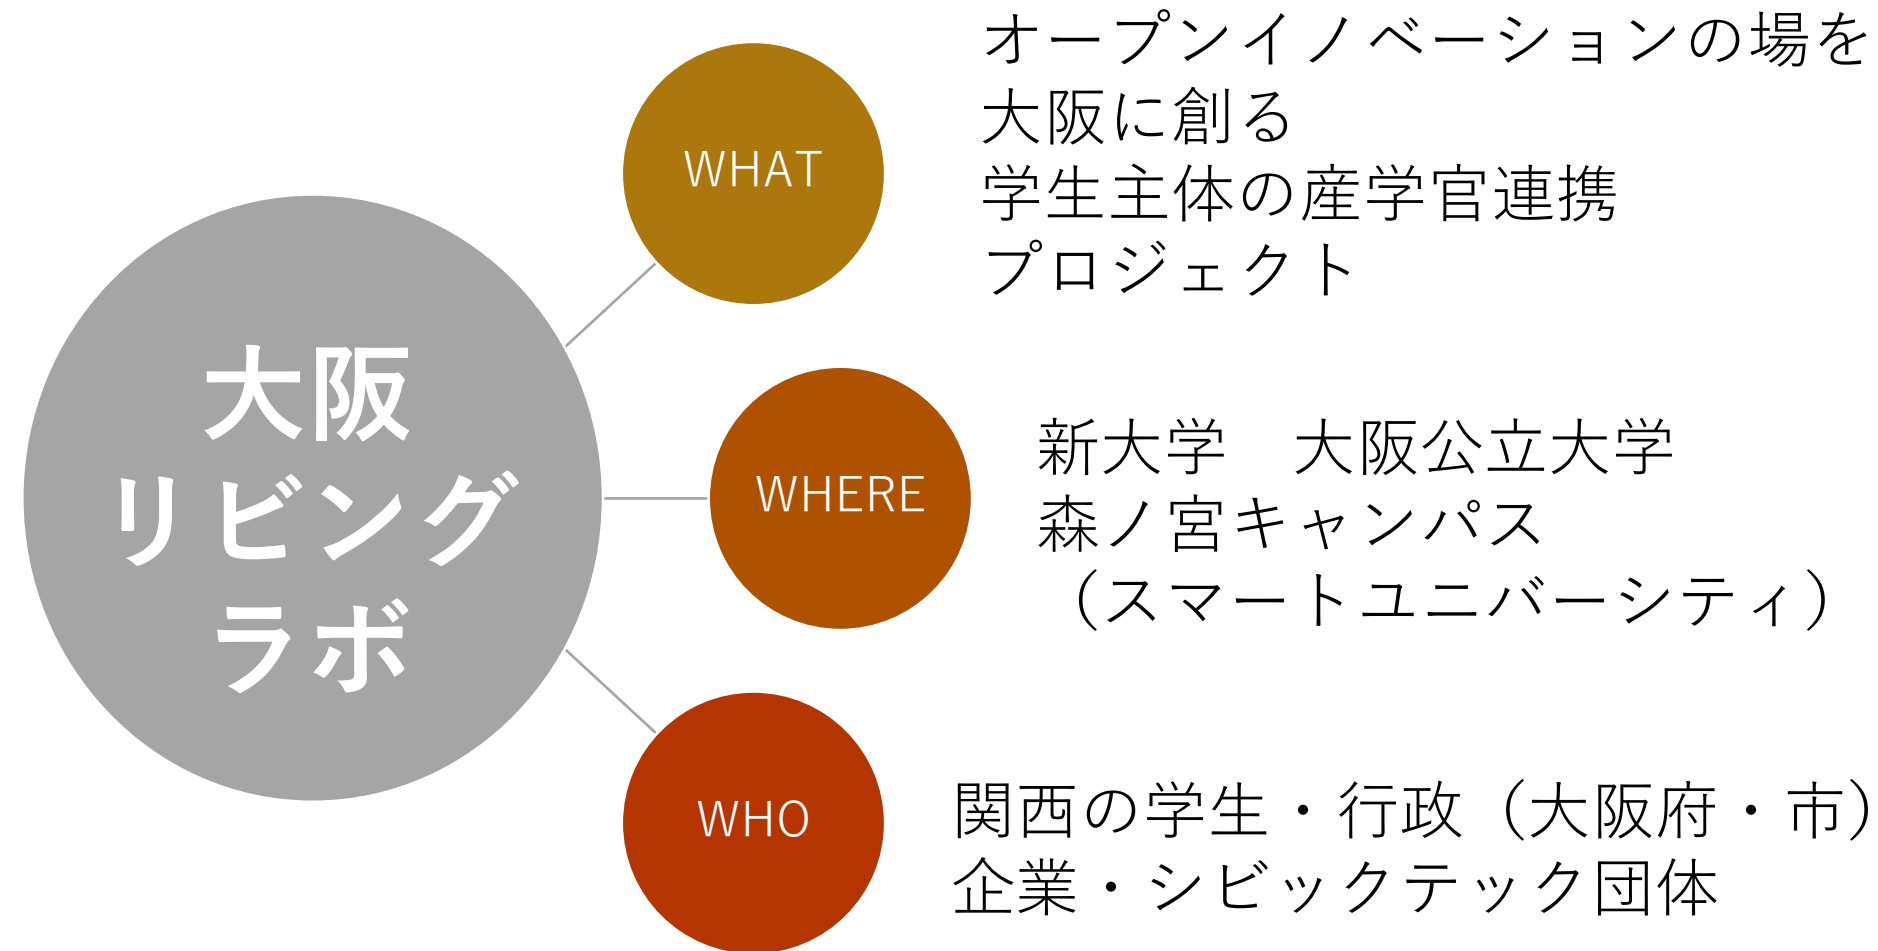 大阪
リビング
ラボ
WHAT
オープンイノベーションの場を
大阪に創る
学生主体の産学官連携
プロジェクト
WHERE
新大学　大阪公立大学
森ノ宮キャンパス
（スマートユニバーシティ）
WHO
関西の学生・行政（大阪府・市）
企業・シビックテック団体